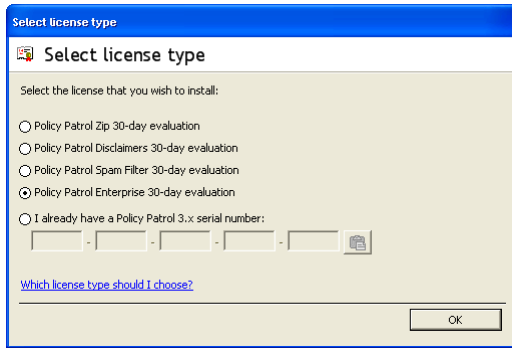 Select license type
Select license type
Select the license that you wish to install:
Policy Patrol Zip 30-day evaluation
Policy Patrol Disclaimers 30-day evaluation
Policy Patrol Spam Filter 30-day evaluation
Policy Patrol Enterprise 30-day evaluation
I already have a Policy Patrol 3.x serial number:
- - - -
Which license type should I choose?
OK